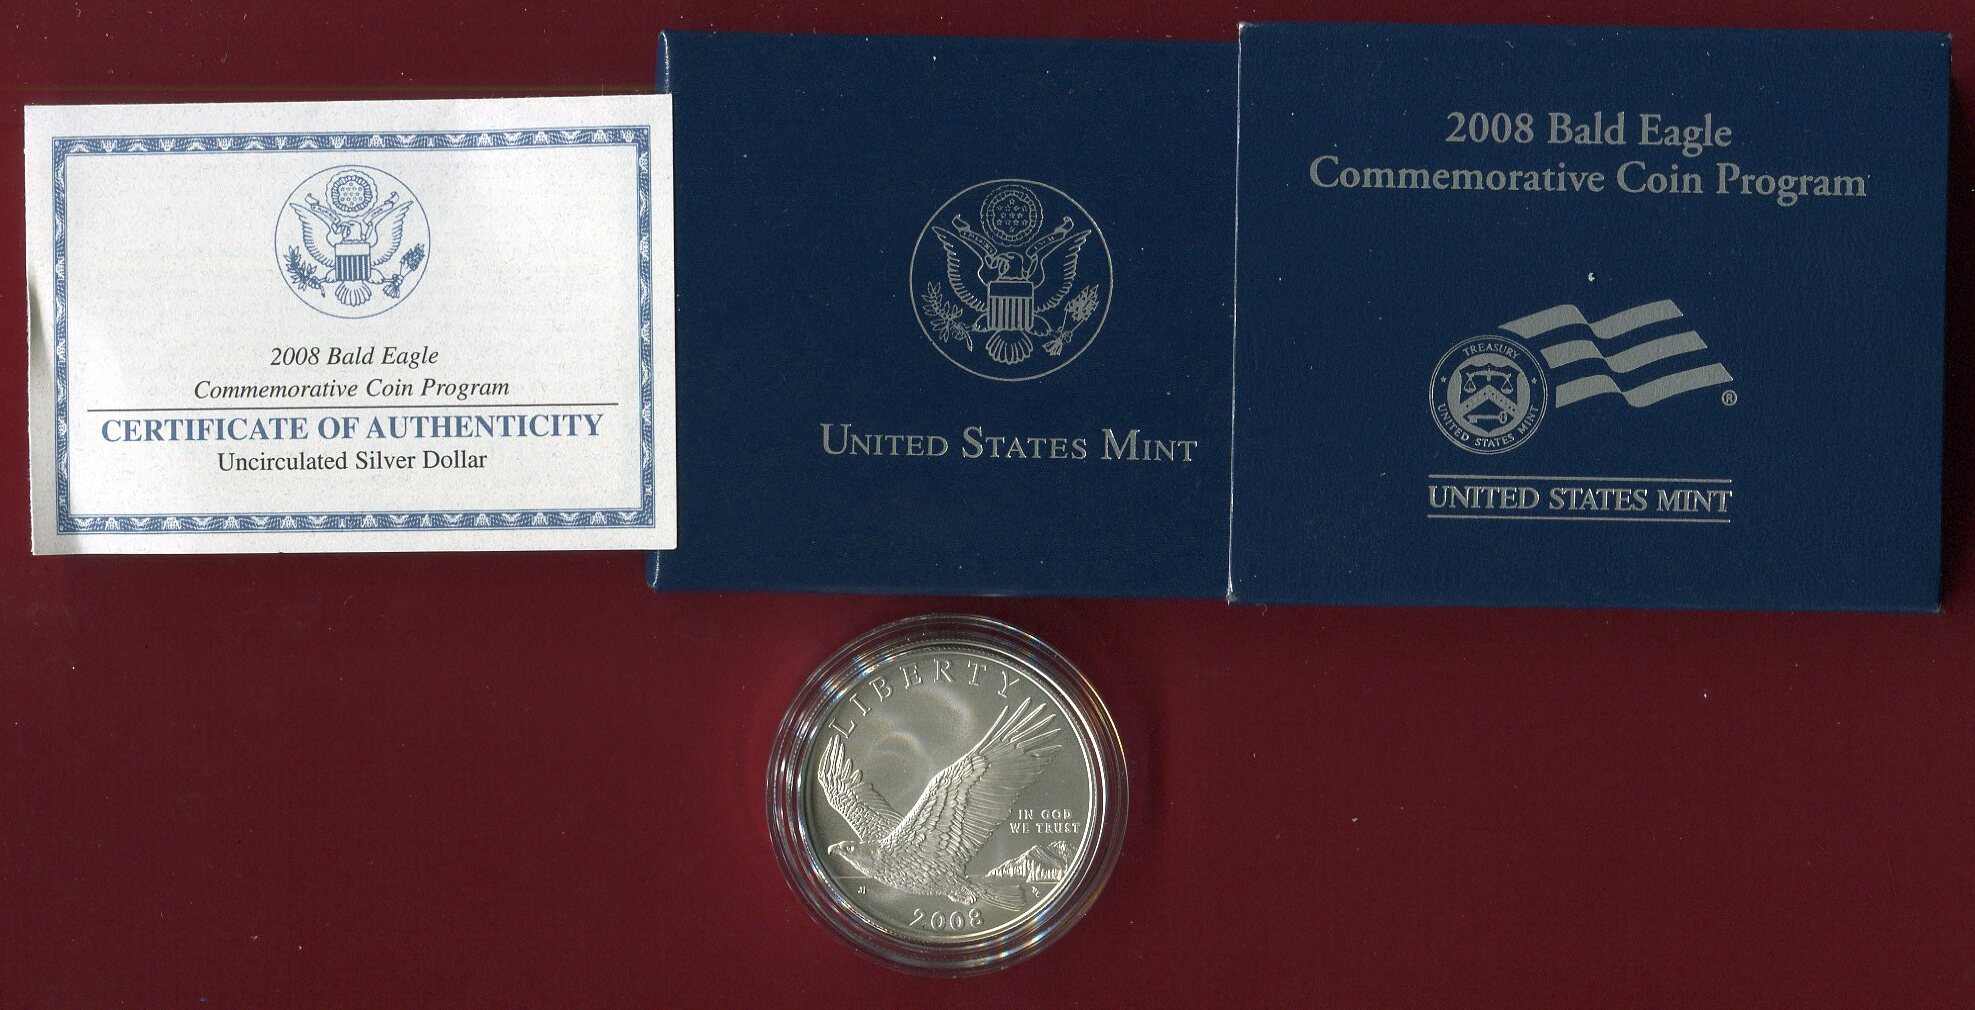 2008 Bald Eagle
Commemorative Coin Program
CERTIFICATE OF AUTHENTICITY
Uncirculated Silver Dollar
UNITED STATES MINT
2008 Bald Eagle
Commemorative Coin Program
TREASURY
UNITED STATES MINT
®
UNITED STATES MINT
LIBERTY
IN GOD
WE TRUST
2008